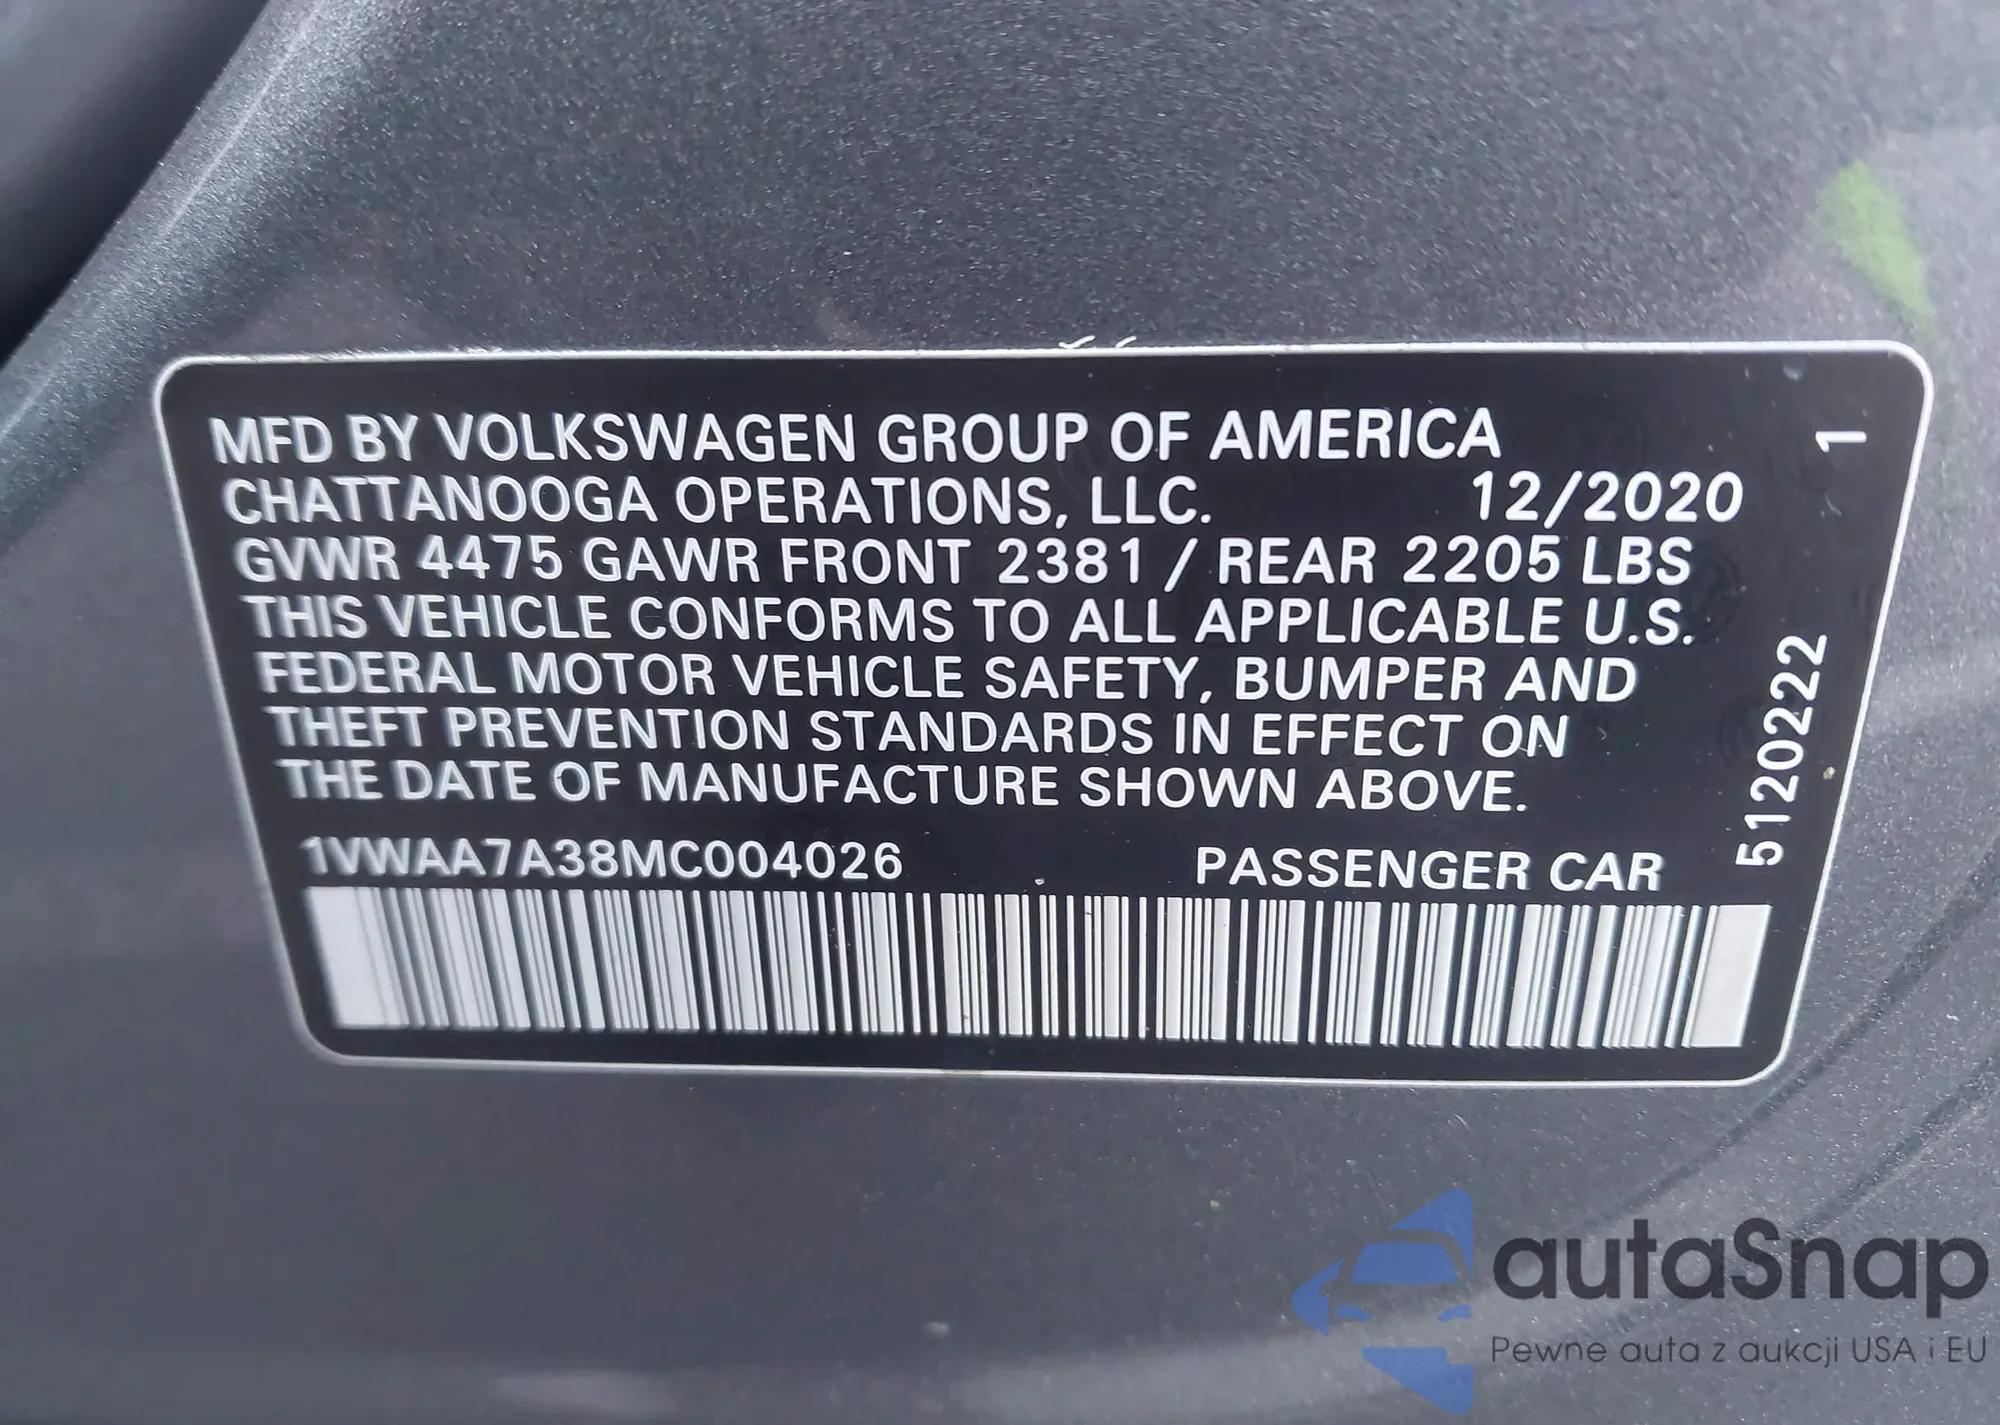 MFD BY VOLKSWAGEN GROUP OF AMERICA
CHATTANOOGA OPERATIONS, LLC. 12/2020
GVWR 4475 GAWR FRONT 2381 / REAR 2205 LBS
THIS VEHICLE CONFORMS TO ALL APPLICABLE U.S.
FEDERAL MOTOR VEHICLE SAFETY, BUMPER AND
THEFT PREVENTION STANDARDS IN EFFECT ON
THE DATE OF MANUFACTURE SHOWN ABOVE.
1VWAA7A38MC004026 PASSENGER CAR
5120222 1
autaSnap
Pewne auta z aukcji USA i EU